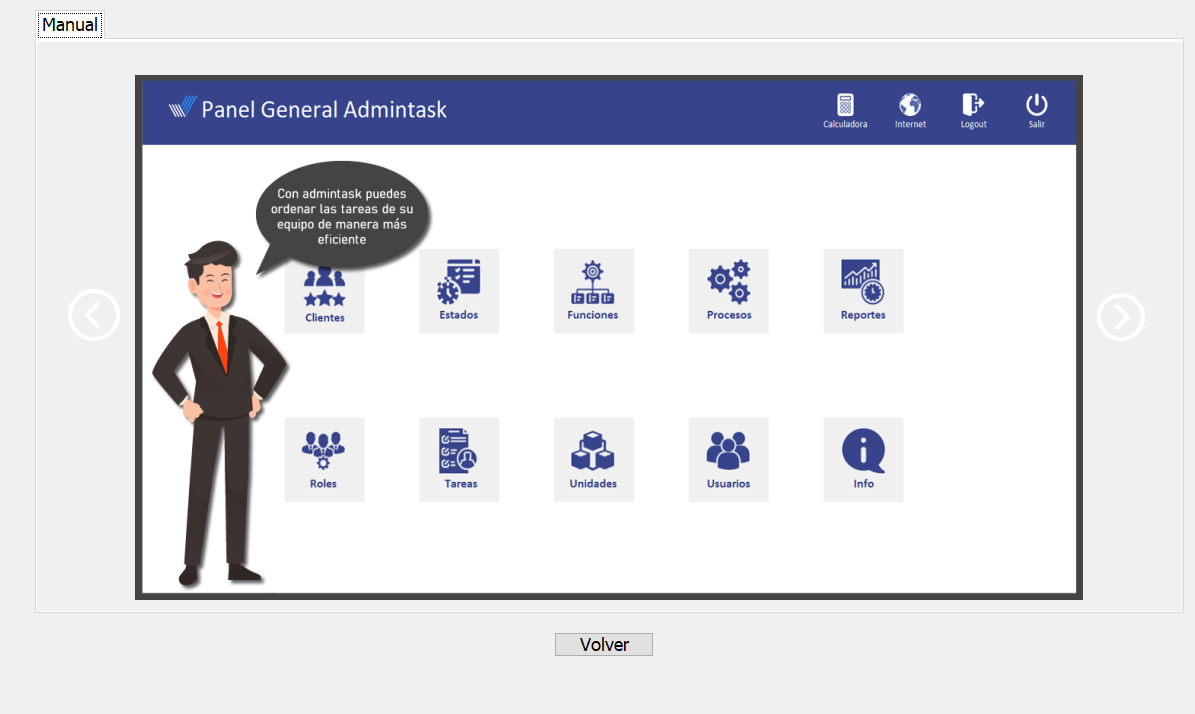 Manual
Panel General Admintask
Calculadora
Internet
Logout
Salir
Con admintask puedes
ordenar las tareas de su
equipo de manera más
eficiente
Clientes
Estados
Funciones
Procesos
Reportes
Roles
Tareas
Unidades
Usuarios
Info
Volver